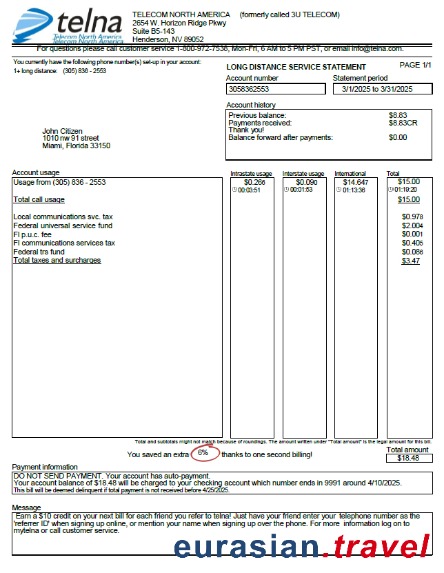 telna
Telecom North America
TELECOM NORTH AMERICA (formerly called 3U TELECOM)
2654 W. Horizon Ridge Pkwy
Suite B5-143
Henderson, NV 89052
For questions please call customer service 1-800-972-7538, Mon-Fri, 6 AM to 5 PM PST, or email info@telna.com.
You currently have the following phone number(s) set-up in your account:
1+ long distance: (305) 836 - 2553
LONG DISTANCE SERVICE STATEMENT PAGE 1/1
Account number Statement period
3058362553 3/1/2025 to 3/31/2025
Account history
Previous balance: $8.83
Payments received: $8.83CR
Thank you!
Balance forward after payments: $0.00
John Citizen
1010 nw 91 street
Miami, Florida 33150
Account usage Intrastate usage Interstate usage International Total
Usage from (305) 836 - 2553 $0.266 $0.090 $14.647 $15.00
00:03:51 00:01:53 01:13:36 01:19:20
Total call usage $15.00
Local communications svc. tax $0.978
Federal universal service fund $2.004
Fl p.u.c. fee $0.001
Fl communications services tax $0.405
Federal trs fund $0.086
Total taxes and surcharges $3.47
Total and subtotals might not match because of roundings. The amount written under "Total amount" is the legal amount for this bill.
You saved an extra 6% thanks to one second billing!
Total amount
$18.48
Payment information
DO NOT SEND PAYMENT. Your account has auto-payment.
Your account balance of $18.48 will be charged to your checking account which number ends in 9991 around 4/10/2025.
This bill will be deemed delinquent if total payment is not received before 4/25/2025.
Message
Earn a $10 credit on your next bill for each friend you refer to telna! Just have your friend enter your telephone number as the
'referrer ID' when signing up online, or mention your name when signing up over the phone. For more information log on to
mytelna or call customer service.
eurasian.travel